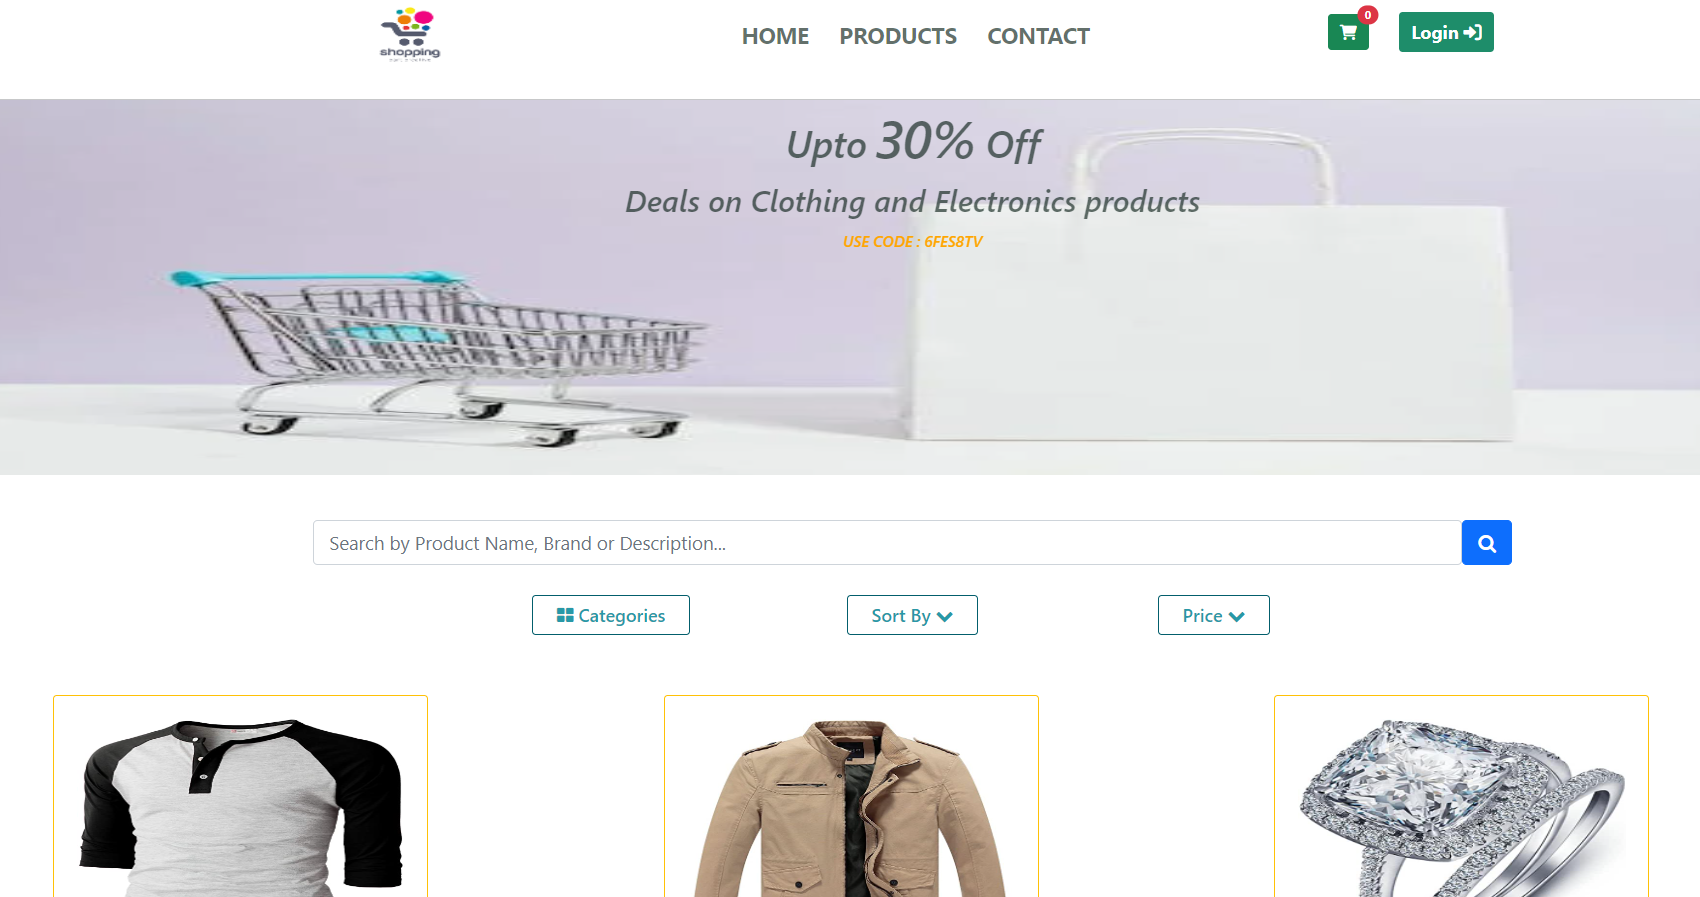 shopping
HOME PRODUCTS CONTACT
0
Login
Upto 30% Off
Deals on Clothing and Electronics products
USE CODE : 6FES8TV
Search by Product Name, Brand or Description...
Categories
Sort By
Price